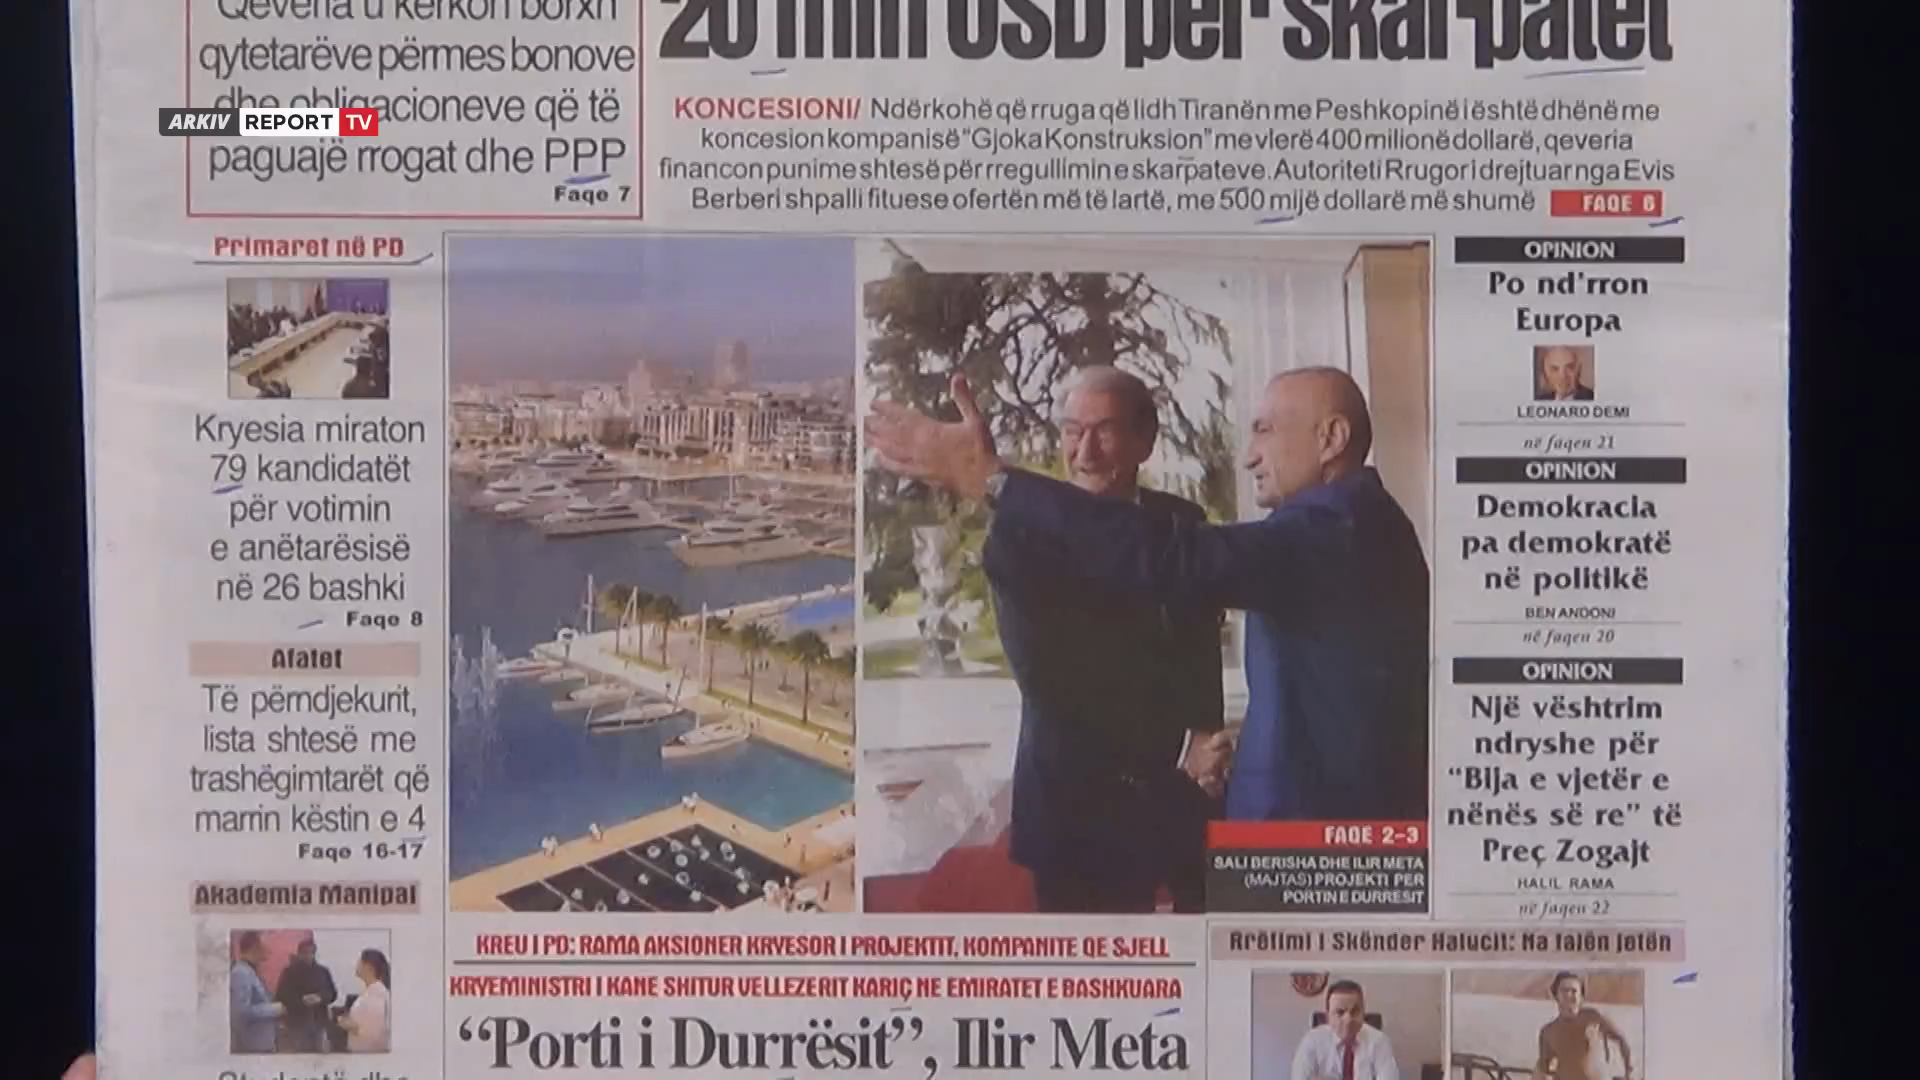 Qeveria u kërkon borxh
qytetarëve përmes bonove
dhe obligacioneve që të
paguajë rrogat dhe PPP
Faqe 7
20 mln USD për skarpatet
KONCESIONI/ Ndërkohë që rruga që lidh Tiranën me Peshkopinë i është dhënë me
koncesion kompanisë "Gjoka Konstruksion" me vlerë 400 milionë dollarë, qeveria
financon punime shtesë për rregullimin e skarpateve. Autoriteti Rrugor i drejtuar nga Evis
Berberi shpalli fituese ofertën më të lartë, me 500 mijë dollarë më shumë FAQE 6
ARKIV REPORT TV
Primaret në PD
Kryesia miraton
79 kandidatët
për votimin
e anëtarësisë
në 26 bashki
Faqe 8
Afatet
Të përndjekurit,
lista shtesë me
trashëgimtarët që
marrin këstin e 4
Faqe 16-17
Akademia Manipal
FAQE 2-3
SALI BERISHA DHE ILIR META
(MAJTAS) PROJEKTI PER
PORTIN E DURRESIT
KREU I PD: RAMA AKSIONER KRYESOR I PROJEKTIT, KOMPANITE QE SJELL
KRYEMINISTRI I KANE SHITUR VELLEZERIT KARIÇ NE EMIRATET E BASHKUARA
“Porti i Durrësit”, Ilir Meta
OPINION
Po nd'rron
Europa
LEONARD DEMI
në faqen 21
OPINION
Demokracia
pa demokratë
në politikë
BEN ANDONI
në faqen 20
OPINION
Një vështrim
ndryshe për
“Bija e vjetër e
nënës së re” të
Preç Zogajt
HALIL RAMA
në faqen 22
Rrëfimi i Skënder Halucit: Na falën jetën